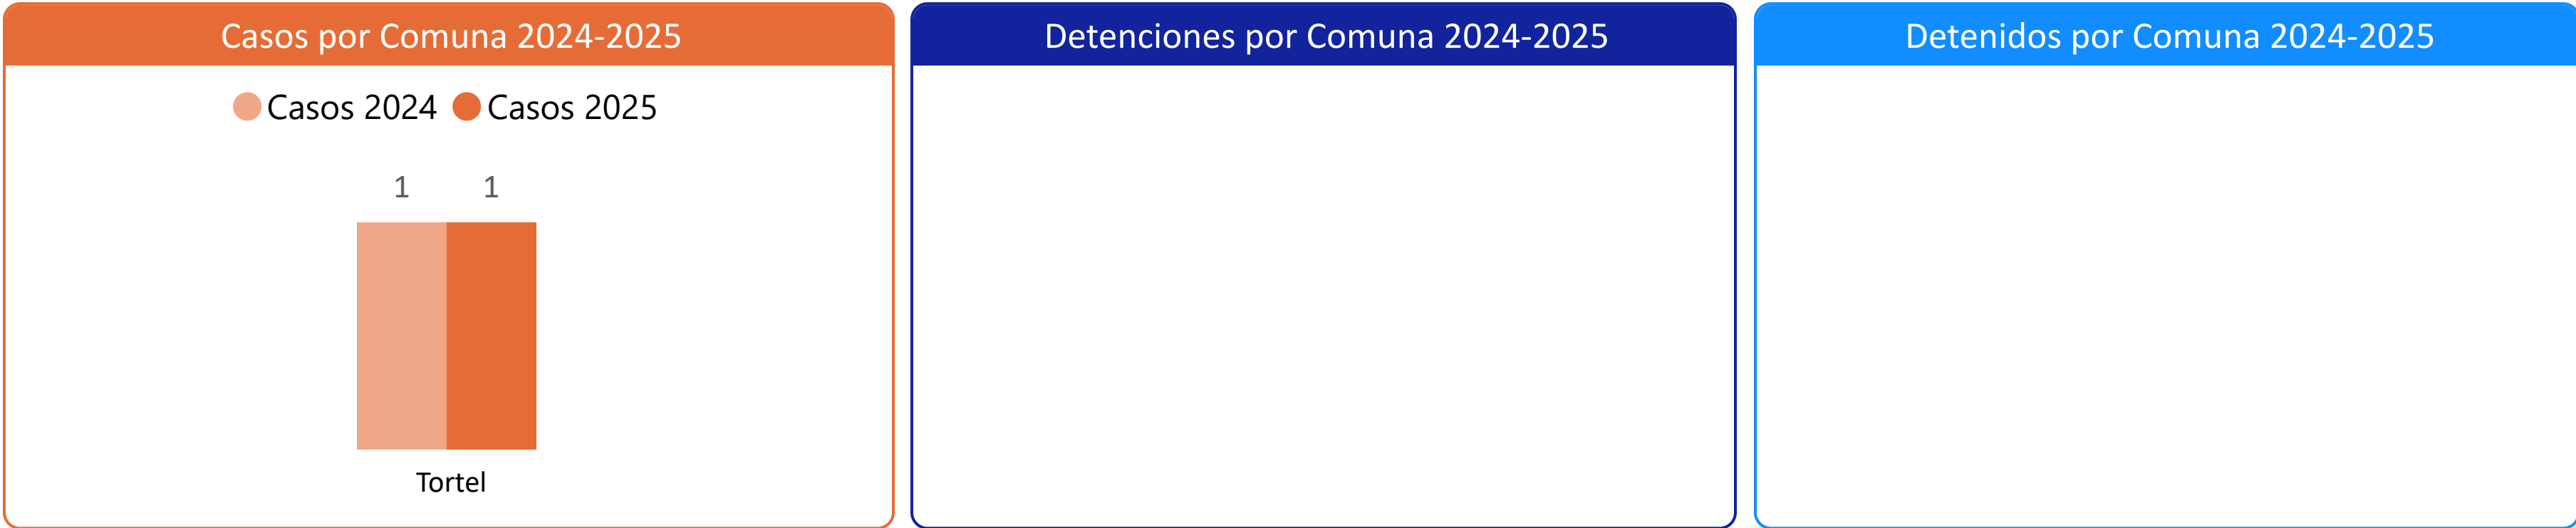 Casos por Comuna 2024-2025
Casos 2024 Casos 2025
1 1
Tortel
Detenciones por Comuna 2024-2025
Detenidos por Comuna 2024-2025